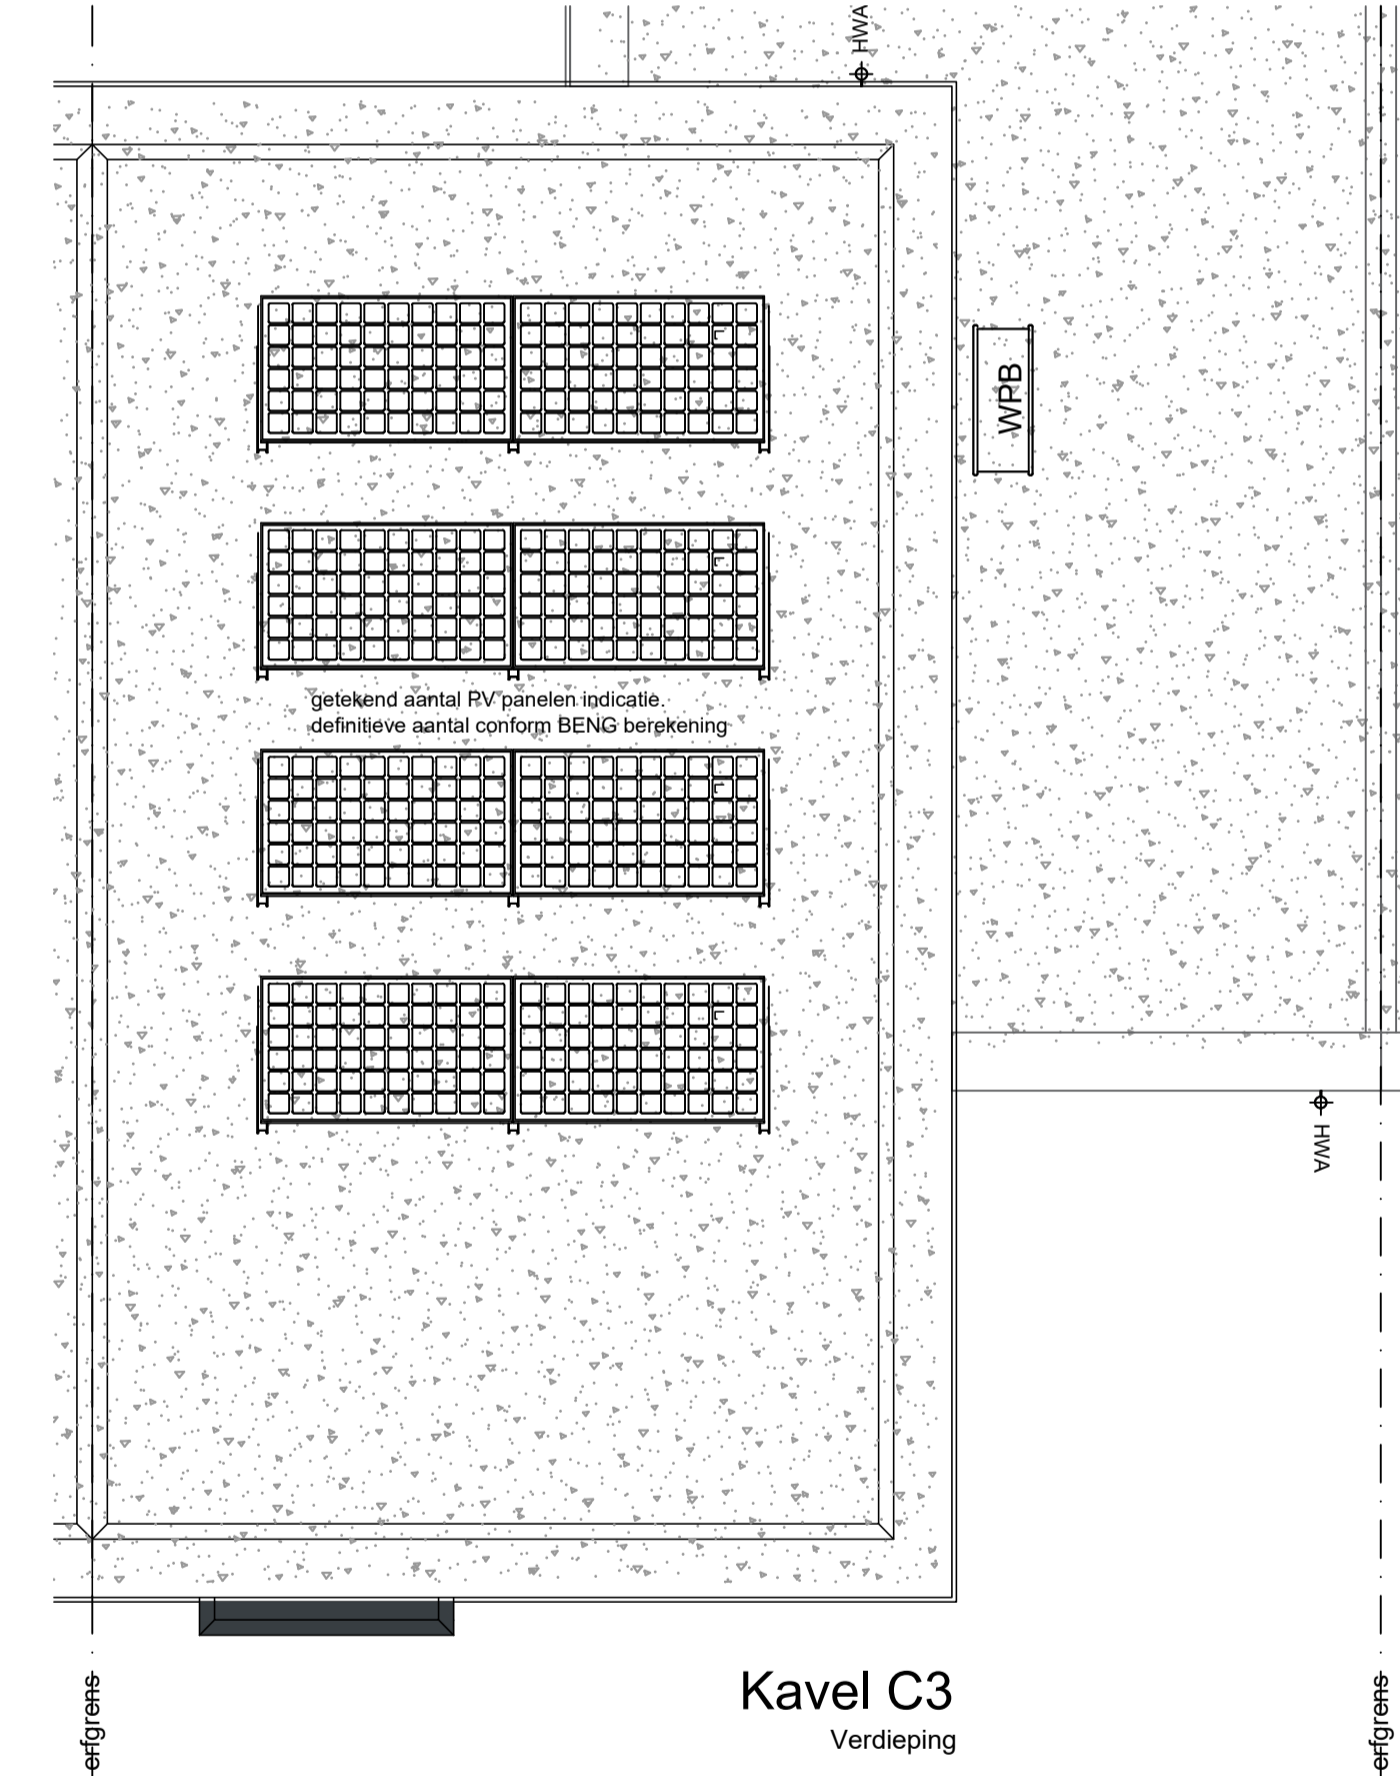 HWA
WPB
getekend aantal PV panelen indicatie.
definitieve aantal conform BENG berekening
HWA
Kavel C3
Verdieping
erfgrens
erfgrens